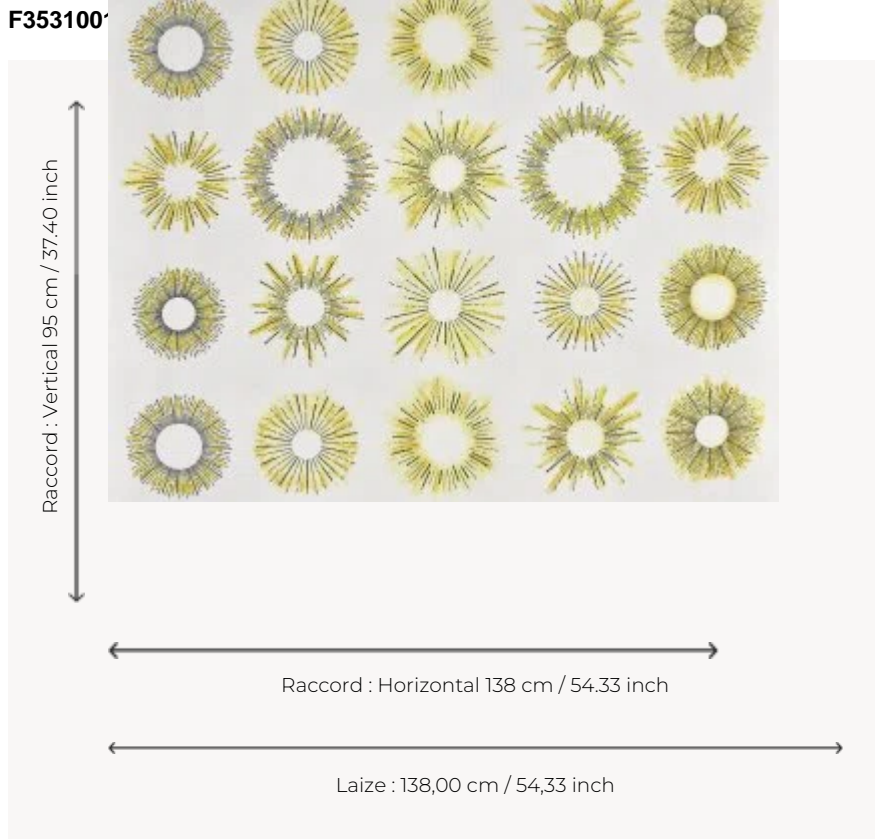 F3531001
Raccord : Vertical 95 cm / 37.40 inch
Raccord : Horizontal 138 cm / 54.33 inch
Laize : 138,00 cm / 54,33 inch